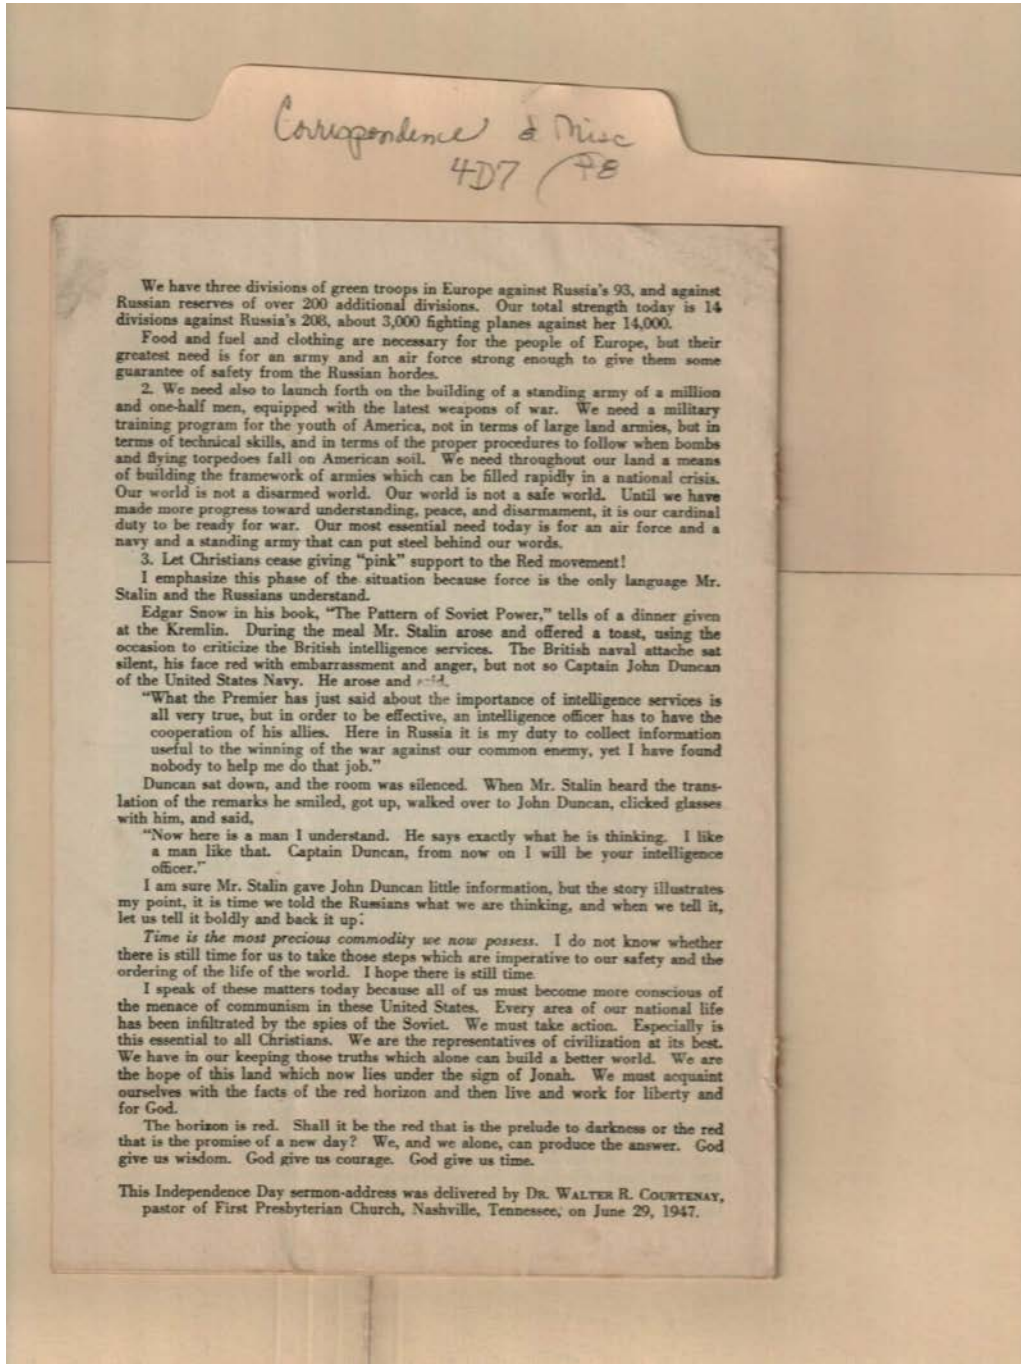 Correspondence & Misc
4D7
We have three divisions of green troops in Europe against Russia's 93, and against
Russian reserves of over 200 additional divisions. Our total strength today is 14
divisions against Russia's 208, about 3,000 fighting planes against her 14,000.
Food and fuel and clothing are necessary for the people of Europe, but their
greatest need is for an army and an air force strong enough to give them some
guarantee of safety from the Russian hordes.
2. We need also to launch forth on the building of a standing army of a million
and one-half men, equipped with the latest weapons of war. We need a military
training program for the youth of America, not in terms of large land armies, but in
terms of technical skills, and in terms of the proper procedures to follow when bombs
and flying torpedoes fall on American soil. We need throughout our land a means
of building the framework of armies which can be filled rapidly in a national crisis.
Our world is not a disarmed world. Our world is not a safe world. Until we have
made more progress toward understanding, peace, and disarmament, it is our cardinal
duty to be ready for war. Our most essential need today is for an air force and a
navy and a standing army that can put steel behind our words.
3. Let Christians cease giving "pink" support to the Red movement!
I emphasize this phase of the situation because force is the only language Mr.
Stalin and the Russians understand.
Edgar Snow in his book, "The Pattern of Soviet Power," tells of a dinner given
at the Kremlin. During the meal Mr. Stalin arose and offered a toast, using the
occasion to criticize the British intelligence services. The British naval attache sat
silent, his face red with embarrassment and anger, but not so Captain John Duncan
of the United States Navy. He arose and
"What the Premier has just said about the importance of intelligence services is
all very true, but in order to be effective, an intelligence officer has to have the
cooperation of his allies. Here in Russia it is my duty to collect information
useful to the winning of the war against our common enemy, yet I have found
nobody to help me do that job."
Duncan sat down, and the room was silenced. When Mr. Stalin heard the trans-
lation of the remarks he smiled, got up, walked over to John Duncan, clicked glasses
with him, and said,
"Now here is a man I understand. He says exactly what he is thinking. I like
a man like that. Captain Duncan, from now on I will be your intelligence
officer."
I am sure Mr. Stalin gave John Duncan little information, but the story illustrates
my point, it is time we told the Russians what we are thinking, and when we tell it,
let us tell it boldly and back it up.
Time is the most precious commodity we now possess. I do not know whether
there is still time for us to take those steps which are imperative to our safety and the
ordering of the life of the world. I hope there is still time.
I speak of these matters today because all of us must become more conscious of
the menace of communism in these United States. Every area of our national life
has been infiltrated by the spies of the Soviet. We must take action. Especially is
this essential to all Christians. We are the representatives of civilization at its best.
We have in our keeping those truths which alone can build a better world. We are
the hope of this land which now lies under the sign of Jonah. We must acquaint
ourselves with the facts of the red horizon and then live and work for liberty and
for God.
The horizon is red. Shall it be the red that is the prelude to darkness or the red
that is the promise of a new day? We, and we alone, can produce the answer. God
give us wisdom. God give us courage. God give us time.
This Independence Day sermon-address was delivered by DR. WALTER R. COURTENAY,
pastor of First Presbyterian Church, Nashville, Tennessee, on June 29, 1947.